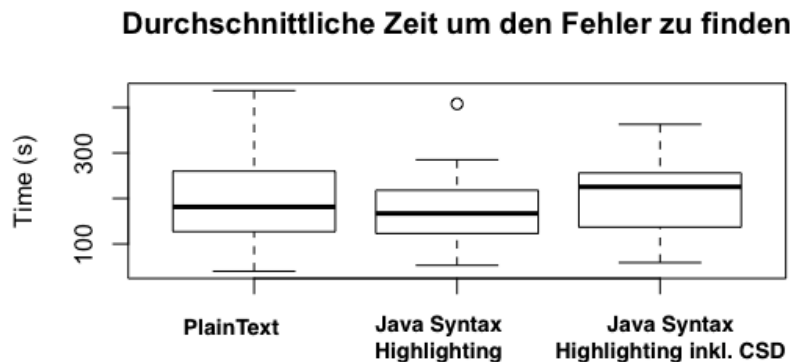 Durchschnittliche Zeit um den Fehler zu finden
Time (s)
300
100
PlainText
Java Syntax
Highlighting
Java Syntax
Highlighting inkl. CSD